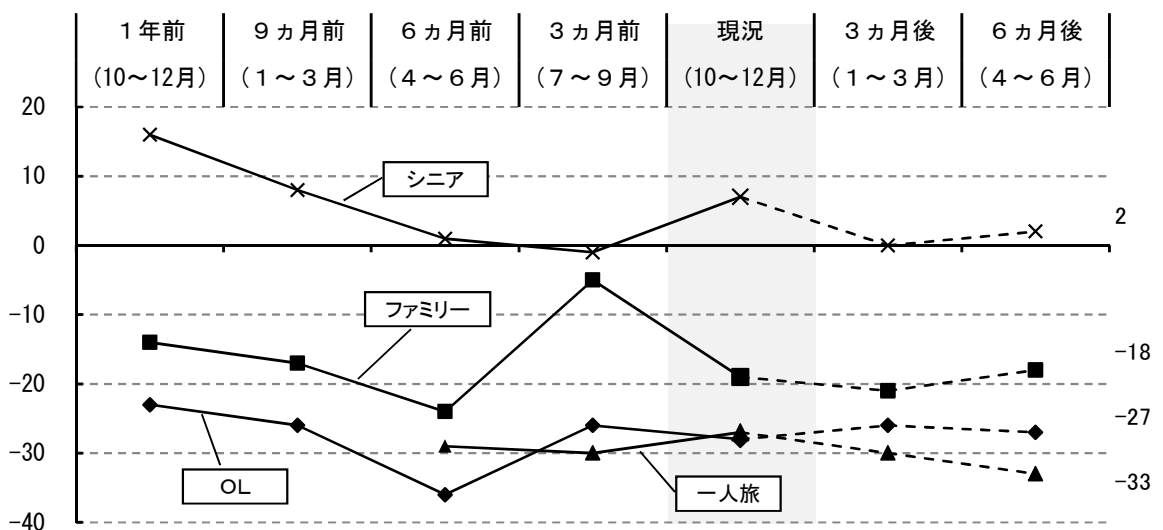 １年前 ９ヵ月前 ６ヵ月前 ３ヵ月前 現況 ３ヵ月後 ６ヵ月後
（10～12月） （１～３月） （４～６月） （７～９月） （10～12月） （１～３月） （４～６月）
20
シニア
10
2
0
ファミリー
-10
-18
-20
-27
-30
OL
一人旅
-33
-40